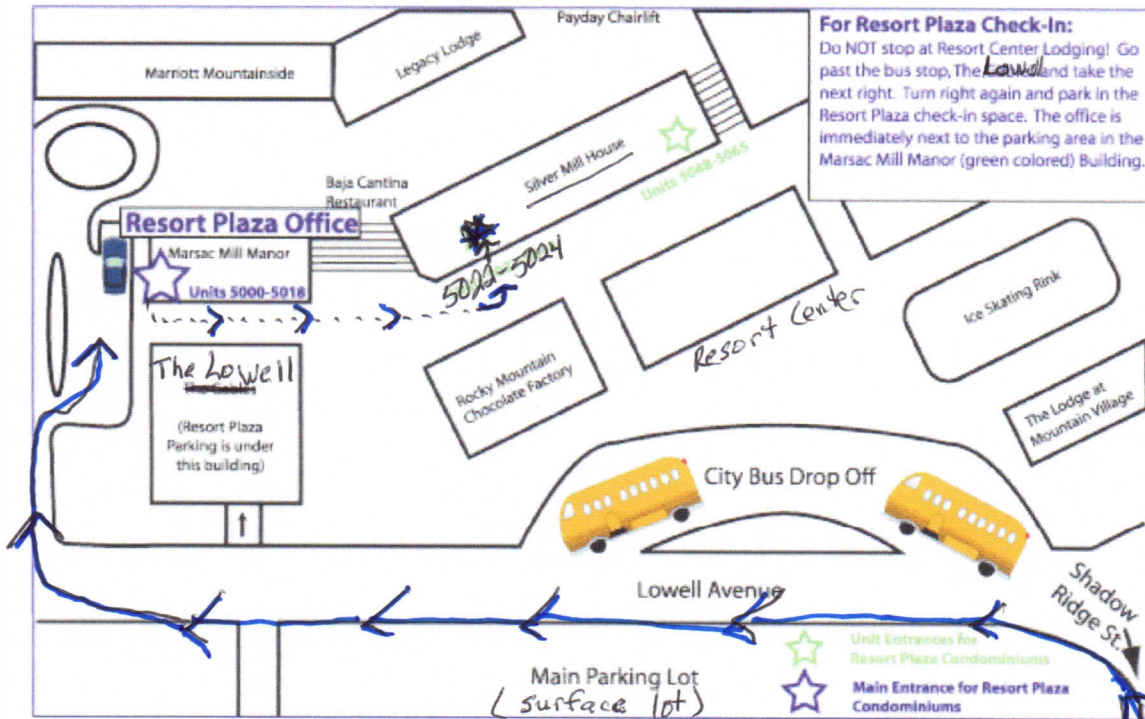 Payday Chairlift
For Resort Plaza Check-In:
Do NOT stop at Resort Center Lodging! Go
past the bus stop, The Lowell and take the
next right. Turn right again and park in the
Resort Plaza check-in space. The office is
immediately next to the parking area in the
Marsac Mill Manor (green colored) Building.
Legacy Lodge
Marriott Mountainside
Silver Mill House
Units 5048-5065
Baja Cantina
Restaurant
Resort Plaza Office
Marsac Mill Manor
Units 5000-5018
5022-5024
Ice Skating Rink
Resort Center
The Lowell
The Gables
(Resort Plaza
Parking is under
this building)
Rocky Mountain
Chocolate Factory
The Lodge at
Mountain Village
City Bus Drop Off
Lowell Avenue
Shadow
Ridge St.
Unit Entrances for
Resort Plaza Condominiums
Main Parking Lot
(surface lot)
Main Entrance for Resort Plaza
Condominiums